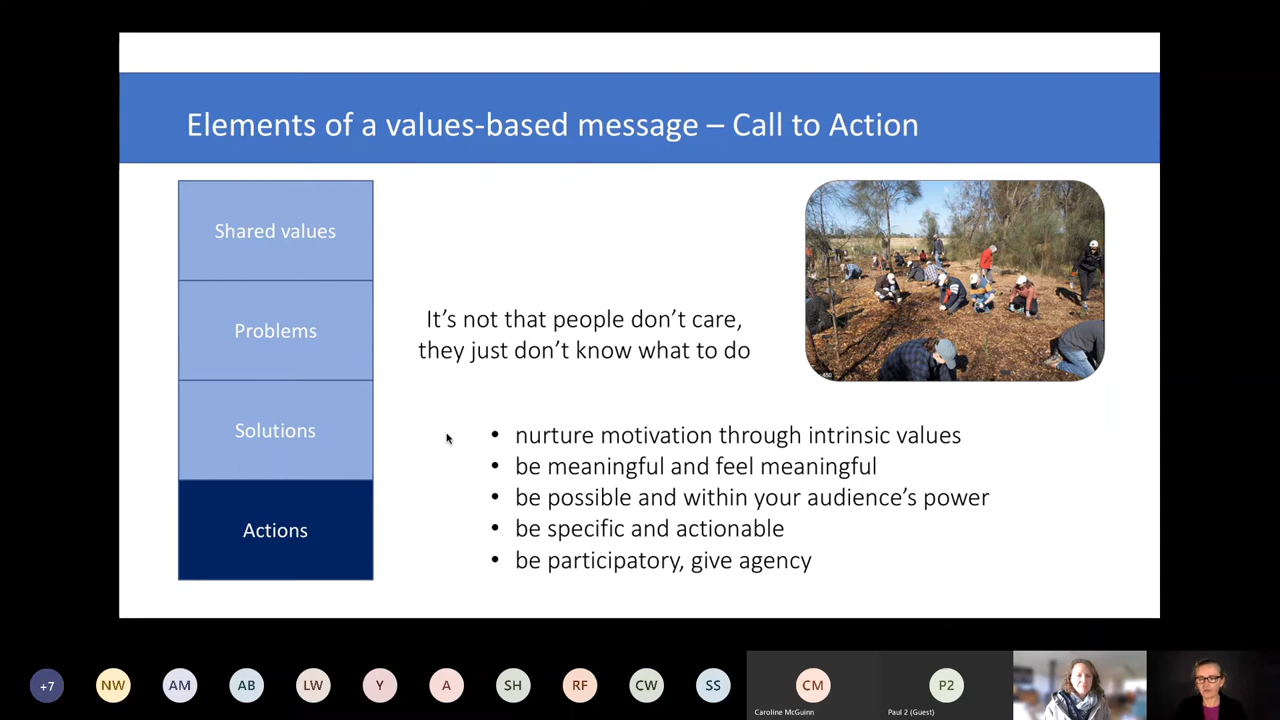 Elements of a values-based message – Call to Action
Shared values
Problems
Solutions
Actions
It’s not that people don’t care,
they just don’t know what to do
• nurture motivation through intrinsic values
• be meaningful and feel meaningful
• be possible and within your audience’s power
• be specific and actionable
• be participatory, give agency
+7
NW
AM
AB
LW
Y
A
SH
RF
CW
SS
CM
Caroline McGuinn
P2
Paul 2 (Guest)